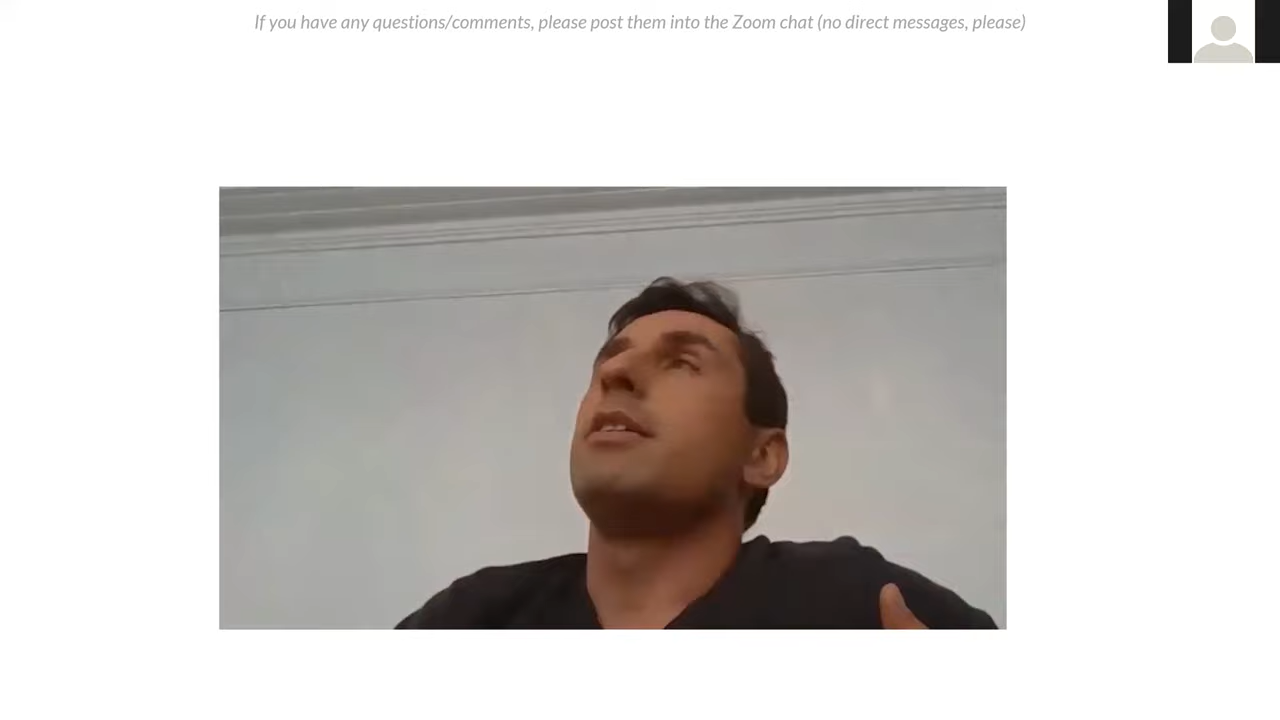 If you have any questions/comments, please post them into the Zoom chat (no direct messages, please)